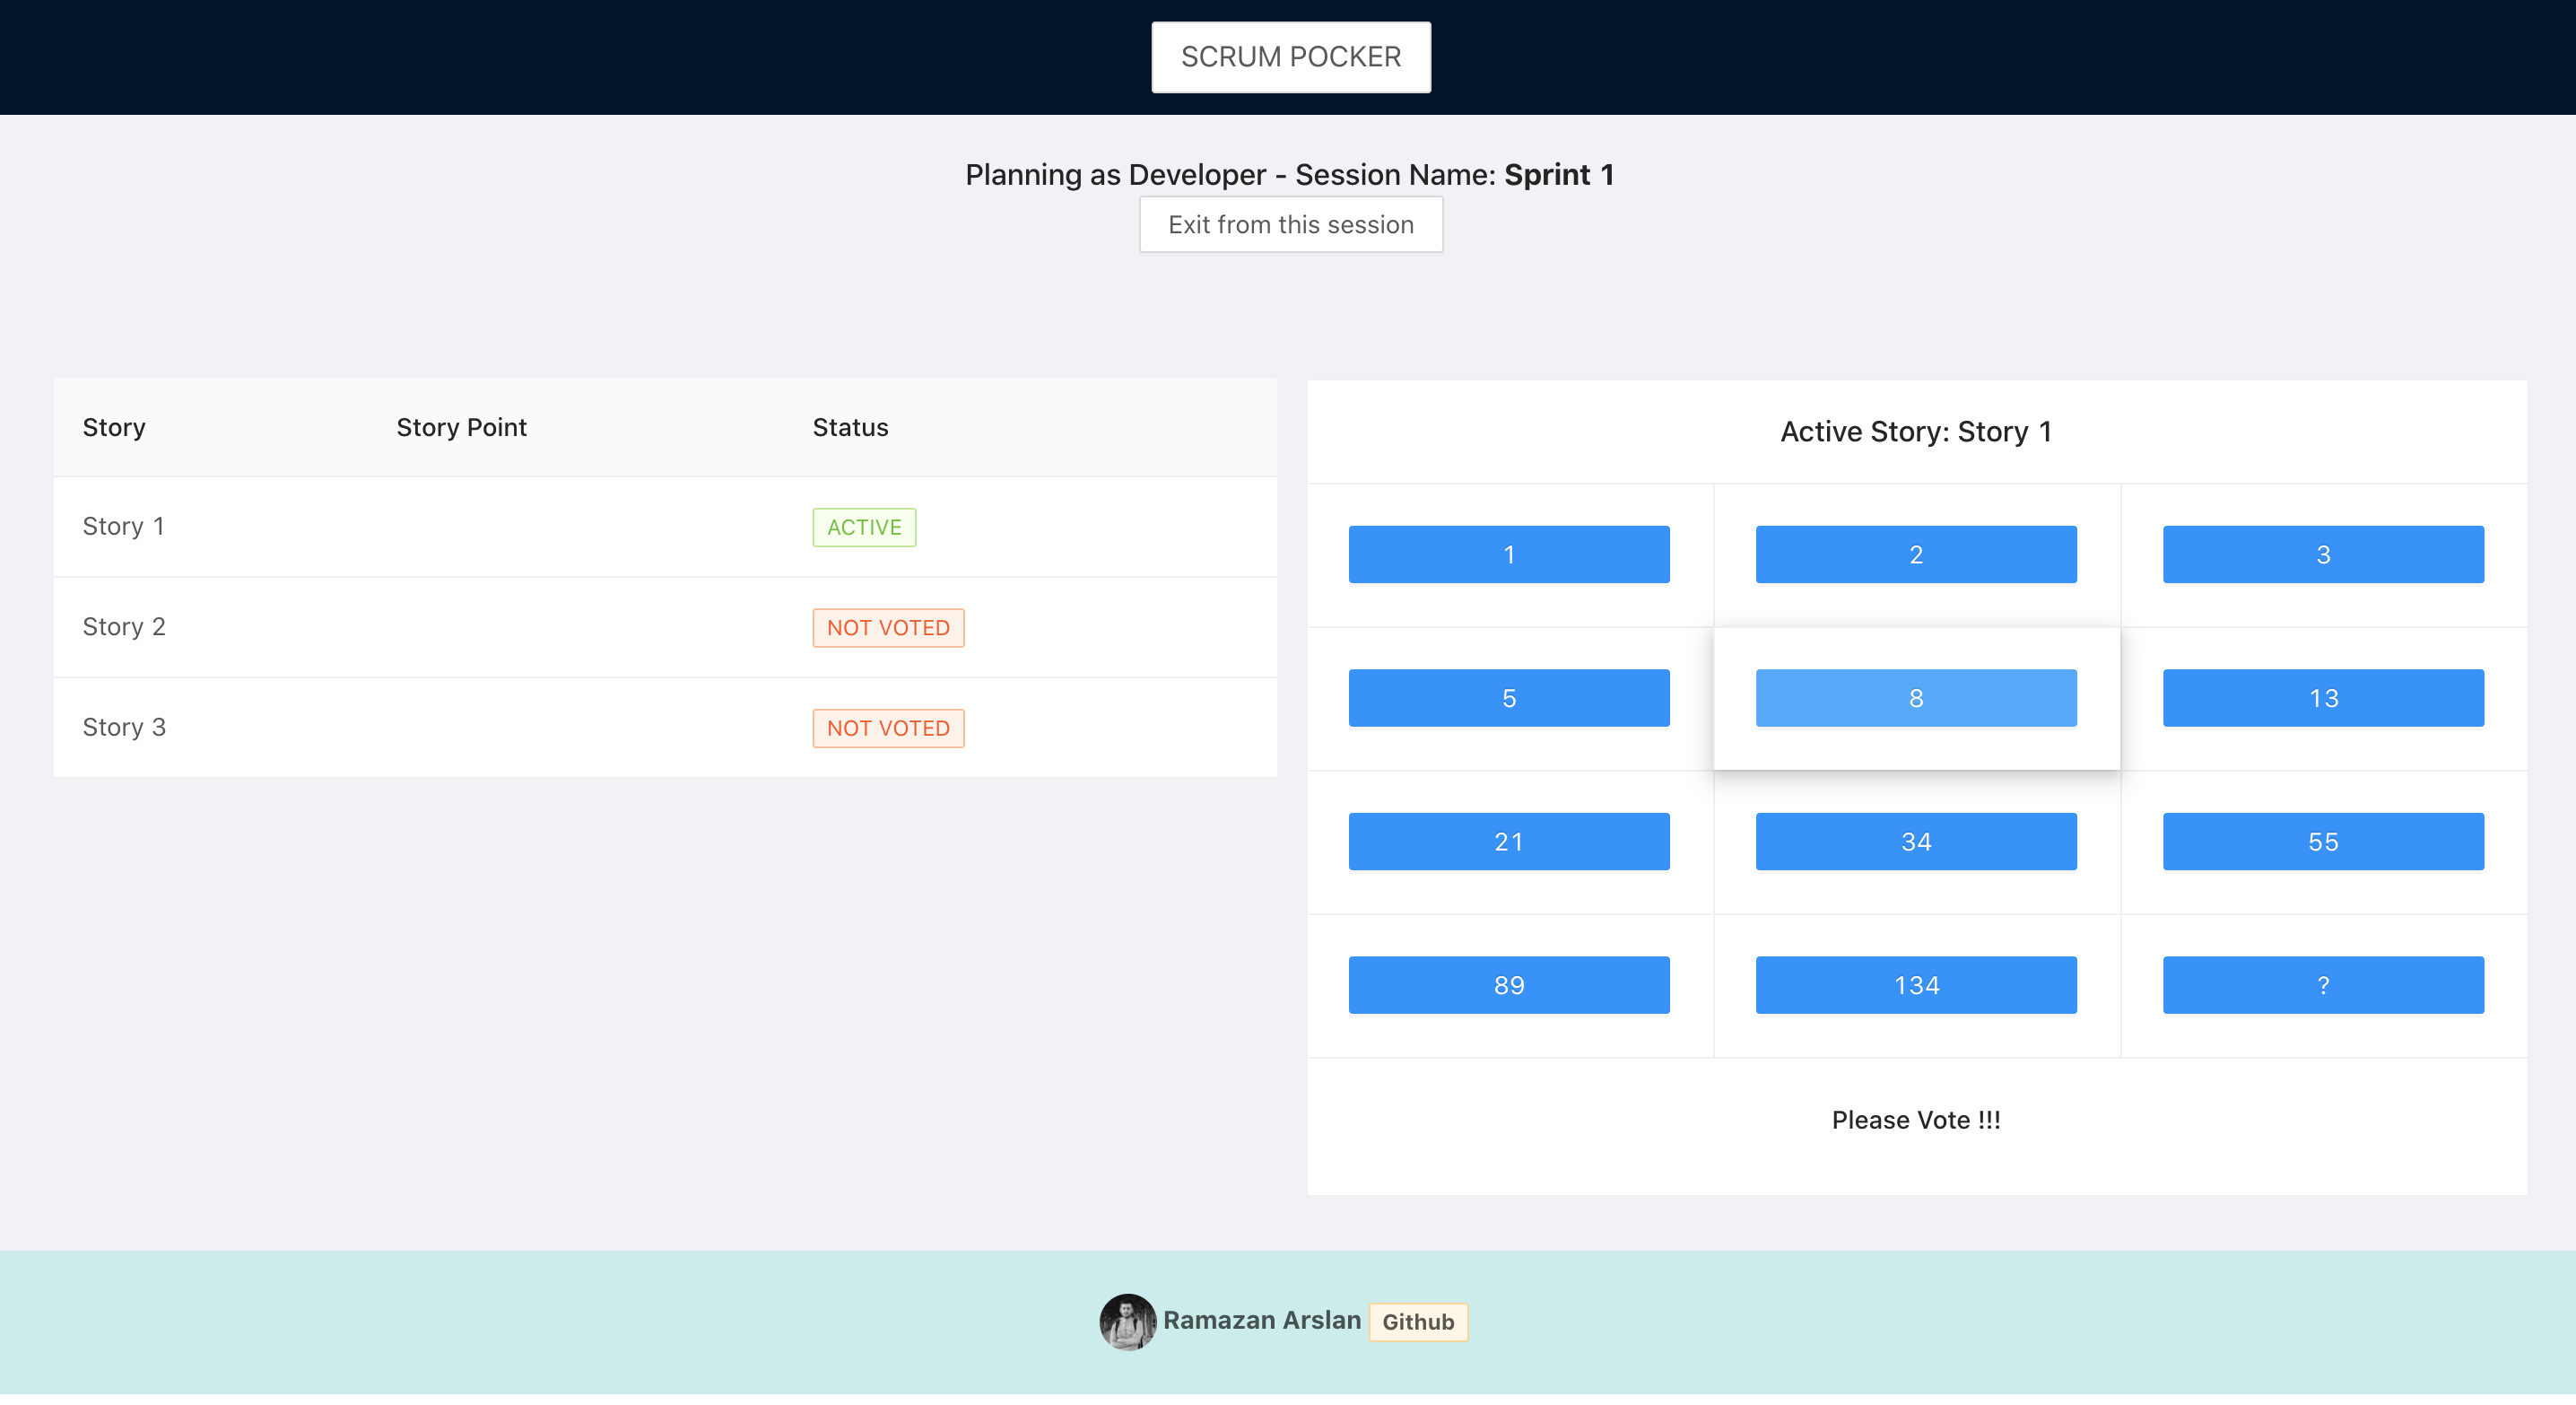 SCRUM POCKER
Planning as Developer - Session Name: Sprint 1
Exit from this session
Story Story Point Status
Story 1 ACTIVE
Story 2 NOT VOTED
Story 3 NOT VOTED
Active Story: Story 1
1 2 3
5 8 13
21 34 55
89 134 ?
Please Vote !!!
Ramazan Arslan Github